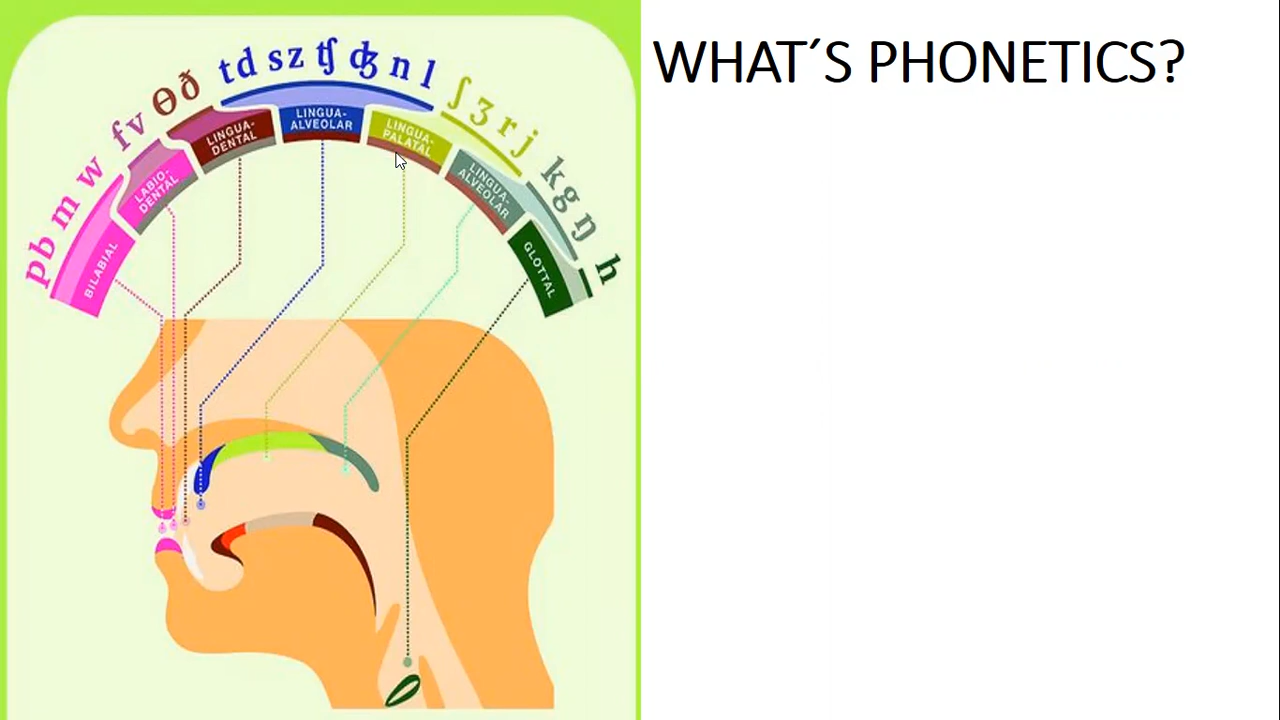 WHAT´S PHONETICS?
p b m w
f v
θ ð
t d s z ʧ ʤ n l
ʃ ʒ r j
k g ŋ
h
BILABIAL
LABIO-
DENTAL
LINGUA-
DENTAL
LINGUA-
ALVEOLAR
LINGUA-
PALATAL
LINGUA-
ALVEOLAR
GLOTTAL